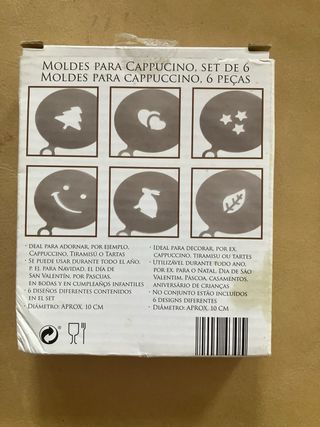 Moldes para Cappucino, set de 6
Moldes para cappuccino, 6 peças
· Ideal para adornar, por ejemplo,
Cappuccino, Tiramisú o Tartas
· Se puede usar durante todo el año:
p. ej. para Navidad, el día de
San Valentín, por Pascuas,
en bodas y en cumpleaños infantiles
· 6 diseños diferentes contenidos
en el set
· Diámetro: aprox. 10 cm
· Ideal para decorar, por ex.
cappuccino, tiramisu ou tartes
· Utilizável durante todo ano,
por ex. para o Natal, Dia de São
Valentim, Páscoa, casamentos,
aniversário de crianças
· No conjunto estão incluídos
6 designs diferentes
· Diâmetro: aprox. 10 cm